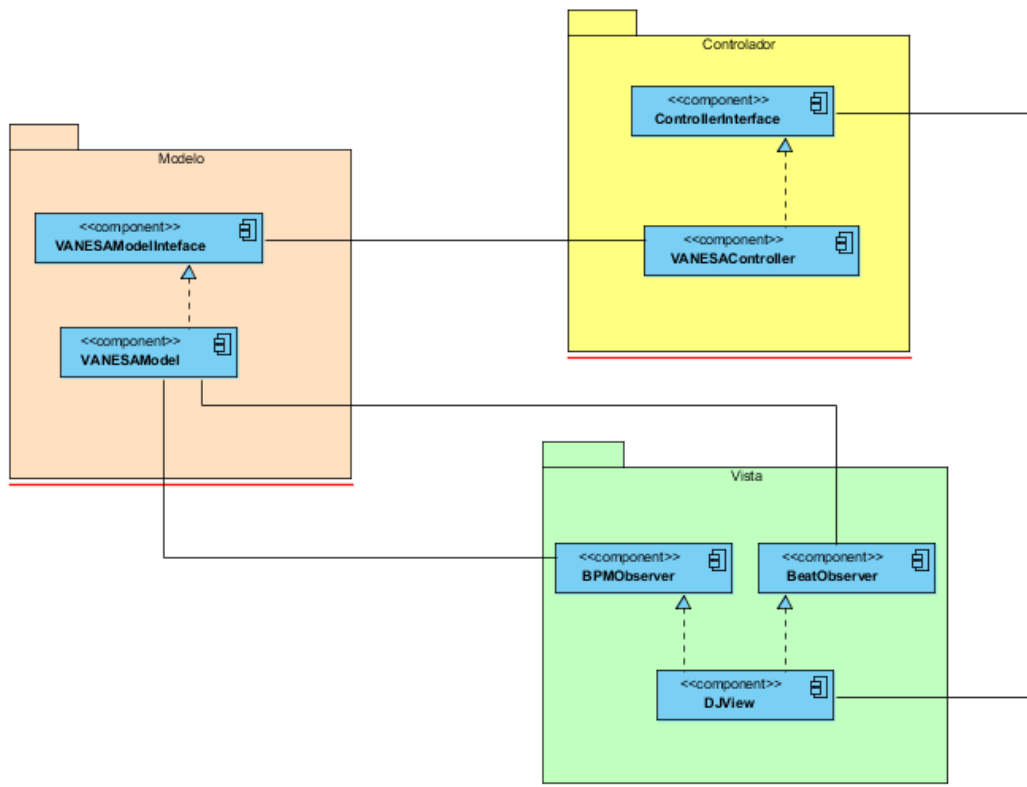 Controlador
<<component>>
ControllerInterface
<<component>>
VANESAController
Modelo
<<component>>
VANESAModelInteface
<<component>>
VANESAModel
Vista
<<component>>
BPMObserver
<<component>>
BeatObserver
<<component>>
DJView